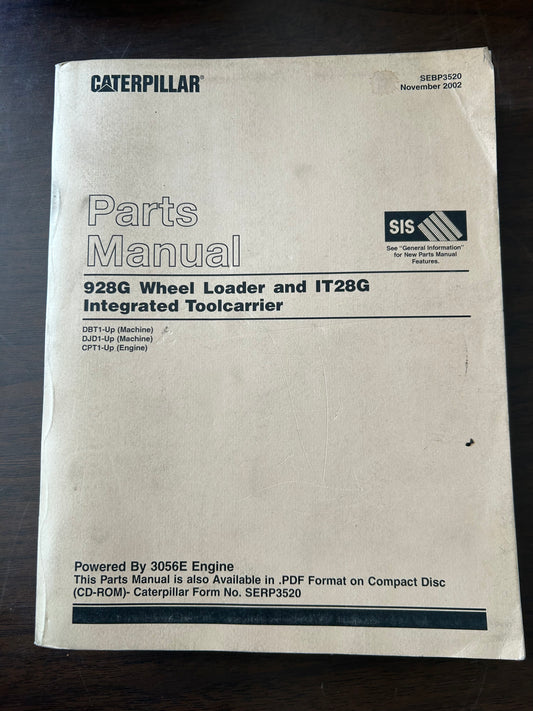 CATERPILLAR®
SEBP3520
November 2002
Parts
Manual
SIS
See "General Information"
for New Parts Manual
Features.
928G Wheel Loader and IT28G
Integrated Toolcarrier
DBT1-Up (Machine)
DJD1-Up (Machine)
CPT1-Up (Engine)
Powered By 3056E Engine
This Parts Manual is also Available in .PDF Format on Compact Disc
(CD-ROM)- Caterpillar Form No. SERP3520